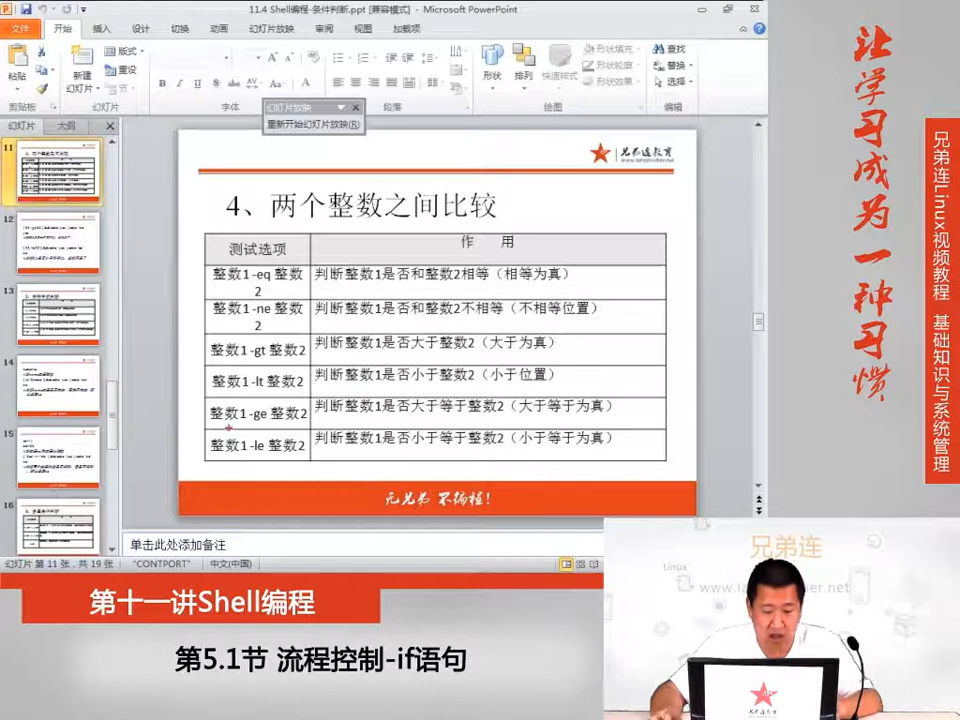 11.4 Shell编程-条件判断.ppt [兼容模式] - Microsoft PowerPoint
文件 开始 插入 设计 切换 动画 幻灯片放映 审阅 视图 加载项
粘贴
新建
幻灯片
版式
重设
节
形状
排列
快速样式
形状填充
形状轮廓
形状效果
查找
替换
选择
剪贴板 幻灯片 字体 段落 绘图 编辑
幻灯片放映
重新开始幻灯片放映(R)
幻灯片 大纲
11
12
13
14
15
16
兄弟连教育
4、两个整数之间比较
测试选项 作 用
整数1 -eq 整数2 判断整数1是否和整数2相等（相等为真）
整数1 -ne 整数2 判断整数1是否和整数2不相等（不相等位置）
整数1 -gt 整数2 判断整数1是否大于整数2（大于为真）
整数1 -lt 整数2 判断整数1是否小于整数2（小于位置）
整数1 -ge 整数2 判断整数1是否大于等于整数2（大于等于为真）
整数1 -le 整数2 判断整数1是否小于等于整数2（小于等于为真）
无兄弟 不编程!
单击此处添加备注
幻灯片 第 11 张，共 19 张 "CONTPORT" 中文(中国)
第十一讲Shell编程
第5.1节 流程控制-if语句
让学习成为一种习惯
兄弟连Linux视频教程 基础知识与系统管理
兄弟连
Linux